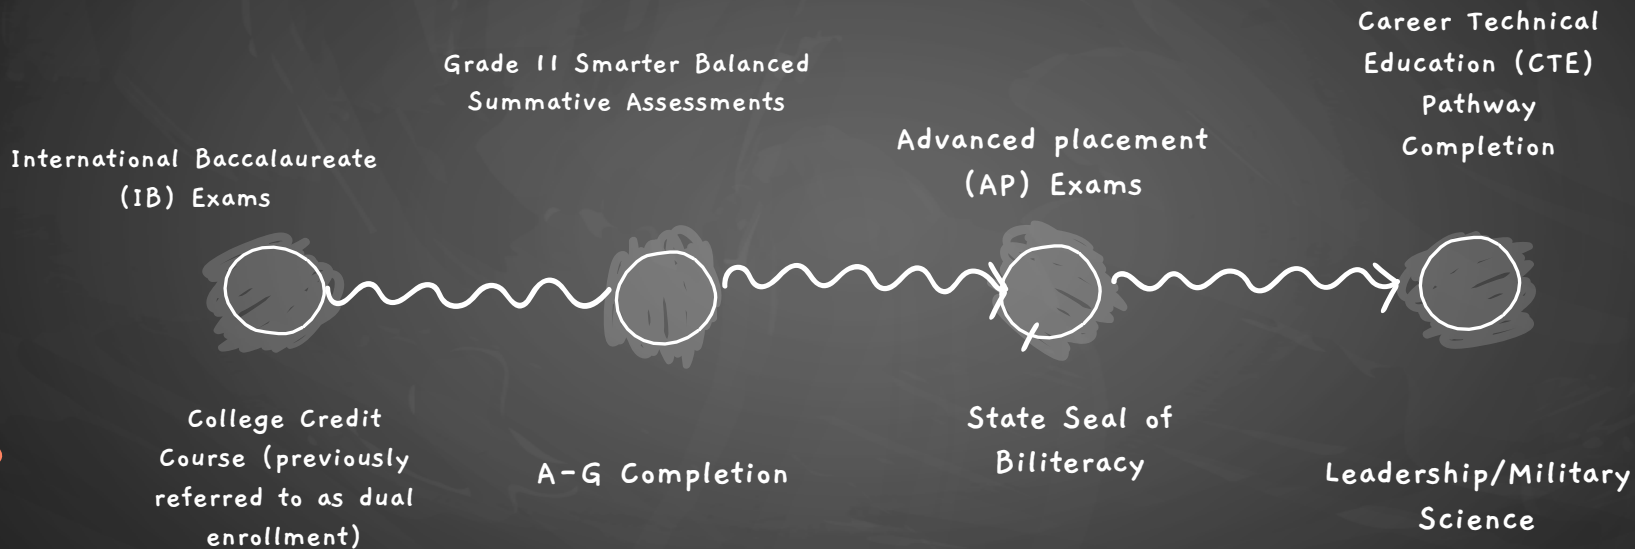 International Baccalaureate
(IB) Exams
Grade 11 Smarter Balanced
Summative Assessments
Advanced placement
(AP) Exams
Career Technical
Education (CTE)
Pathway
Completion
College Credit
Course (previously
referred to as dual
enrollment)
A-G Completion
State Seal of
Biliteracy
Leadership/Military
Science